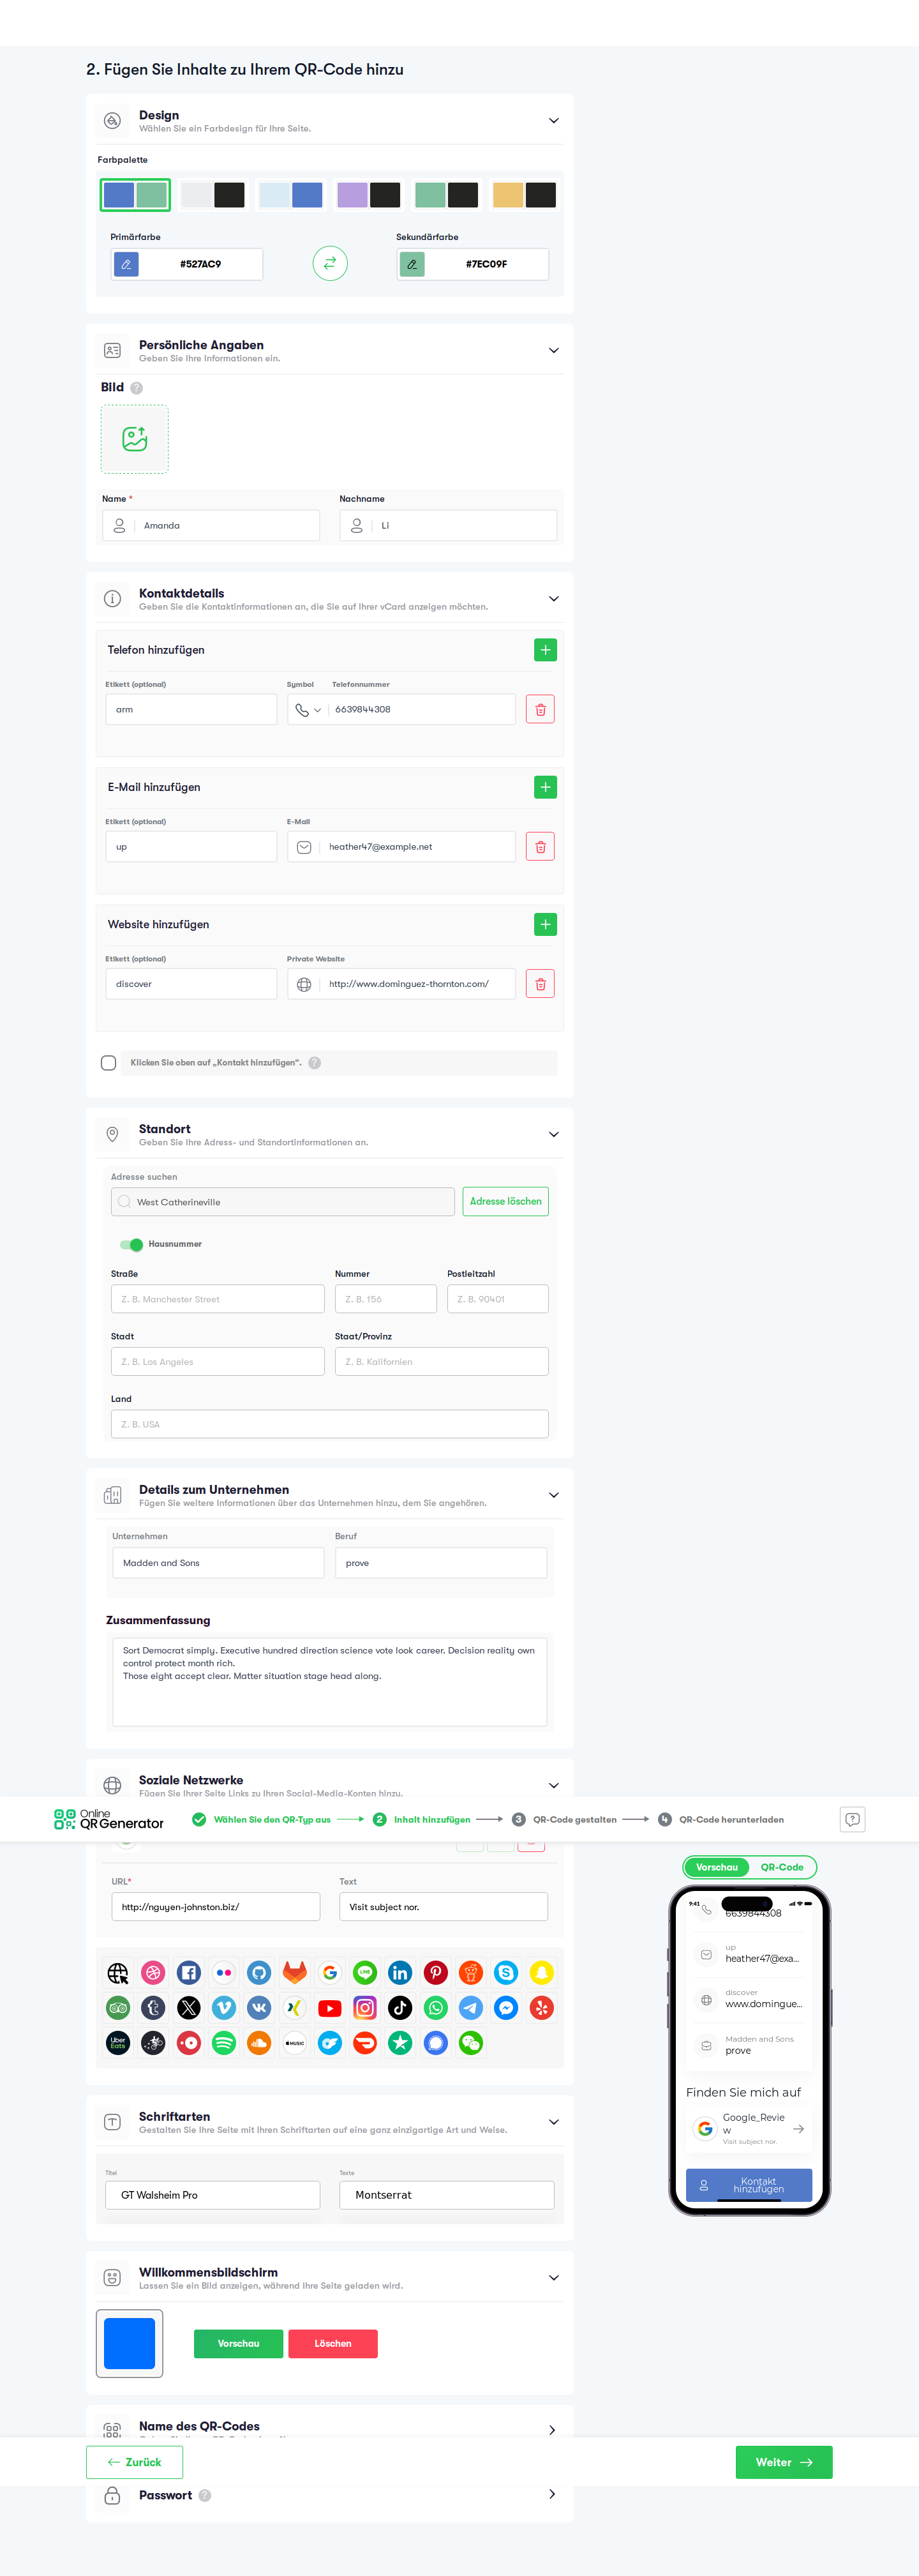 2. Fügen Sie Inhalte zu Ihrem QR-Code hinzu
Design
Wählen Sie ein Farbdesign für Ihre Seite.
Farbpalette
Primärfarbe
Sekundärfarbe
#527AC9
#7EC09F
Persönliche Angaben
Geben Sie Ihre Informationen ein.
Bild ?
Name *
Nachname
Amanda
Li
Kontaktdetails
Geben Sie die Kontaktinformationen an, die Sie auf Ihrer vCard anzeigen möchten.
Telefon hinzufügen
Etikett (optional)
Symbol
Telefonnummer
arm
6639844308
E-Mail hinzufügen
Etikett (optional)
E-Mail
up
heather47@example.net
Website hinzufügen
Etikett (optional)
Private Website
discover
http://www.dominguez-thornton.com/
Klicken Sie oben auf „Kontakt hinzufügen“. ?
Standort
Geben Sie Ihre Adress- und Standortinformationen an.
Adresse suchen
West Catherineville
Adresse löschen
Hausnummer
Straße
Nummer
Postleitzahl
Z. B. Manchester Street
Z. B. 156
Z. B. 90401
Stadt
Staat/Provinz
Z. B. Los Angeles
Z. B. Kalifornien
Land
Z. B. USA
Details zum Unternehmen
Fügen Sie weitere Informationen über das Unternehmen hinzu, dem Sie angehören.
Unternehmen
Beruf
Madden and Sons
prove
Zusammenfassung
Sort Democrat simply. Executive hundred direction science vote look career. Decision reality own
control protect month rich.
Those eight accept clear. Matter situation stage head along.
Soziale Netzwerke
Fügen Sie Ihrer Seite Links zu Ihren Social-Media-Konten hinzu.
Online
QR Generator
Wählen Sie den QR-Typ aus
2 Inhalt hinzufügen
3 QR-Code gestalten
4 QR-Code herunterladen
URL*
Text
http://nguyen-johnston.biz/
Visit subject nor.
LINE
Uber
Eats
MUSIC
Schriftarten
Gestalten Sie Ihre Seite mit Ihren Schriftarten auf eine ganz einzigartige Art und Weise.
Titel
Texte
GT Walsheim Pro
Montserrat
Willkommensbildschirm
Lassen Sie ein Bild anzeigen, während Ihre Seite geladen wird.
Vorschau
Löschen
Name des QR-Codes
Zurück
Weiter
Passwort ?
Vorschau
QR-Code
9:41
6639844308
up
heather47@exa...
discover
www.domingue...
Madden and Sons
prove
Finden Sie mich auf
Google_Revie
w
Visit subject nor.
Kontakt
hinzufügen